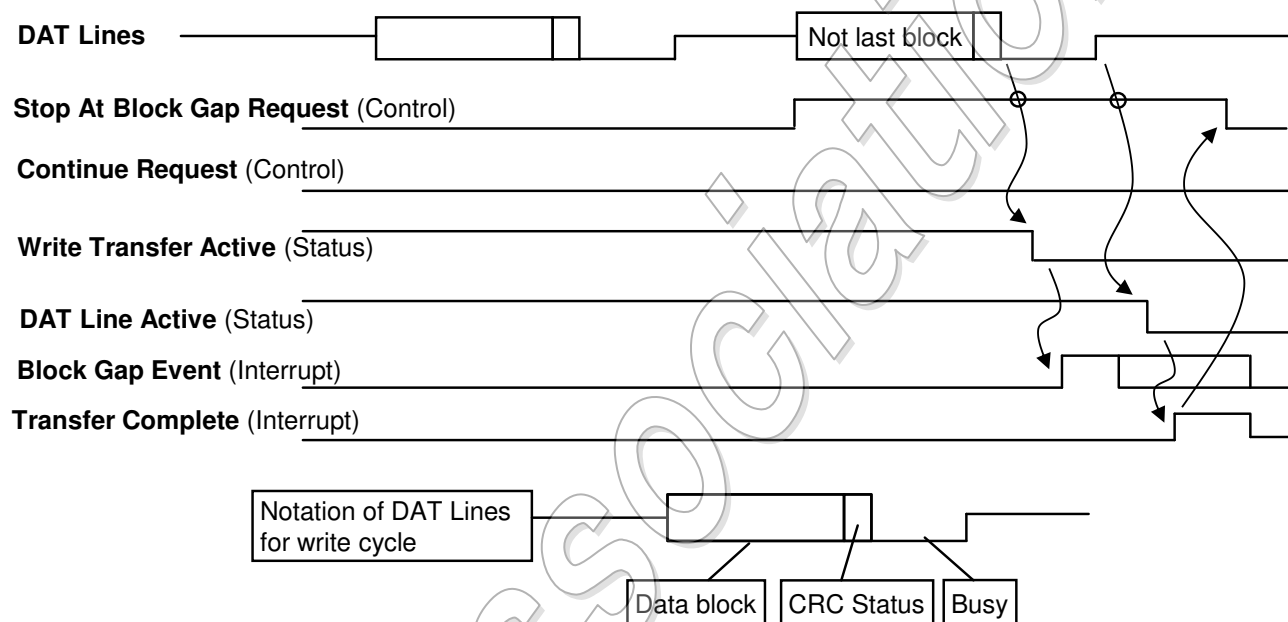 DAT Lines
Not last block
Stop At Block Gap Request (Control)
Continue Request (Control)
Write Transfer Active (Status)
DAT Line Active (Status)
Block Gap Event (Interrupt)
Transfer Complete (Interrupt)
Notation of DAT Lines
for write cycle
Data block
CRC Status
Busy
ssociatio